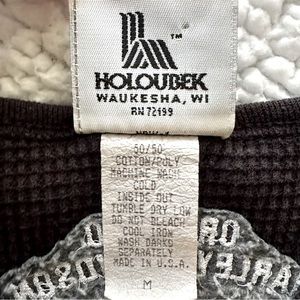 TM
HOLOUBEK
WAUKESHA, WI
RN 72199
50/50
COTTON/POLY
MACHINE WASH
COLD
INSIDE OUT
TUMBLE DRY LOW
DO NOT BLEACH
COOL IRON
WASH DARKS
SEPARATELY
MADE IN U.S.A.
M